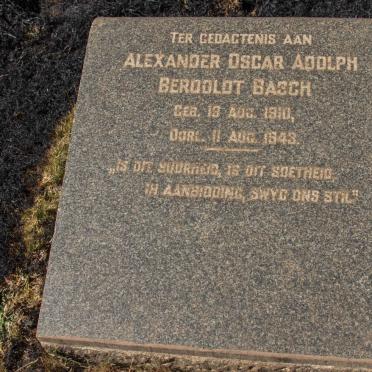 TER GEDAGTENIS AAN
ALEXANDER OSCAR ADOLPH
BERDOLDT BASCH
GEB. 13 AUG. 1910,
OORL. 11 AUG. 1943.
„IS DIT SUURHEID, IS DIT SOETHEID,
IN AANBIDDING, SWYG ONS STIL"